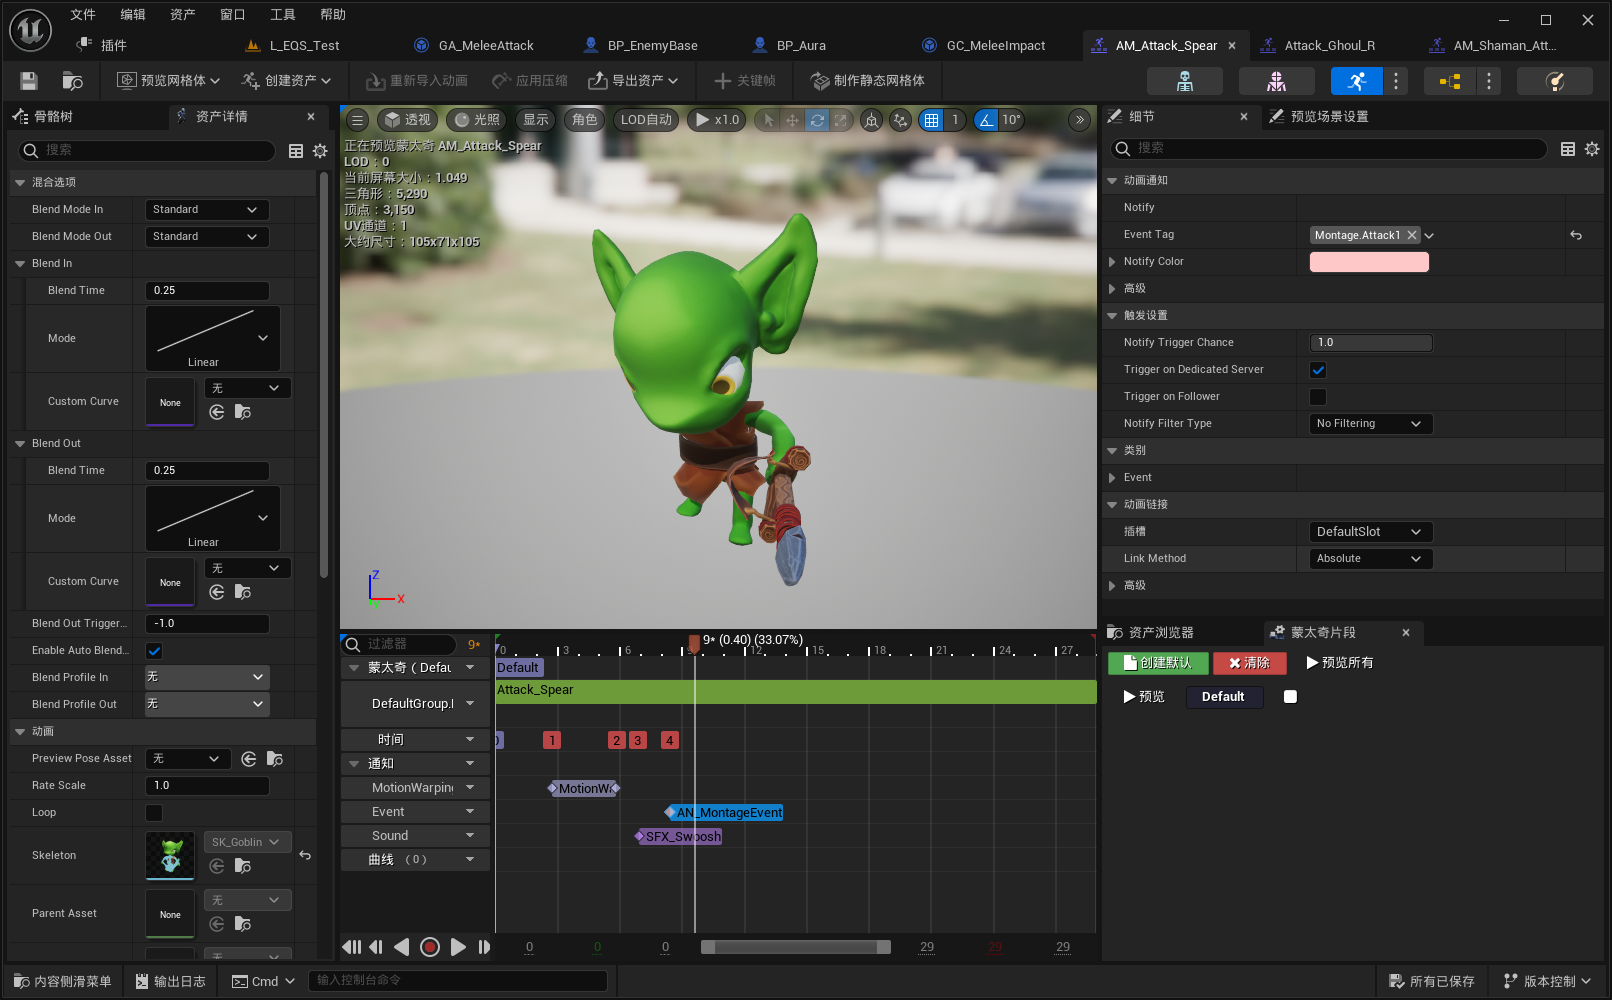 文件 编辑 资产 窗口 工具 帮助
插件 L_EQS_Test GA_MeleeAttack BP_EnemyBase BP_Aura GC_MeleeImpact AM_Attack_Spear Attack_Ghoul_R AM_Shaman_Att...
预览网格体 创建资产 重新导入动画 应用压缩 导出资产 关键帧 制作静态网格体
骨骼树 资产详情
搜索
混合选项
Blend Mode In Standard
Blend Mode Out Standard
Blend In
Blend Time 0.25
Mode Linear
Custom Curve None 无
Blend Out
Blend Time 0.25
Mode Linear
Custom Curve None 无
Blend Out Trigger... -1.0
Enable Auto Blend...
Blend Profile In 无
Blend Profile Out 无
动画
Preview Pose Asset 无
Rate Scale 1.0
Loop
Skeleton SK_Goblin
Parent Asset None 无
无
透视 光照 显示 角色 LOD自动 x1.0 1 10°
正在预览蒙太奇 AM_Attack_Spear
LOD：0
当前屏幕大小：1.049
三角形：5,290
顶点：3,150
UV通道：1
大约尺寸：105x71x105
Z
X
过滤器 9*
9* (0.40) (33.07%)
0 3 6 9 12 15 18 21 24 27
蒙太奇（Defau Default
Attack_Spear
DefaultGroup.
时间 1 2 3 4
通知
MotionWarpin MotionWa
Event AN_MontageEvent
Sound SFX_Swoosh
曲线 （0）
0 0 0 29 29 29
细节 预览场景设置
搜索
动画通知
Notify
Event Tag Montage.Attack1
Notify Color
高级
触发设置
Notify Trigger Chance 1.0
Trigger on Dedicated Server
Trigger on Follower
Notify Filter Type No Filtering
类别
Event
动画链接
插槽 DefaultSlot
Link Method Absolute
高级
资产浏览器 蒙太奇片段
创建默认 清除 预览所有
预览 Default
内容侧滑菜单 输出日志 Cmd 输入控制台命令 所有已保存 版本控制